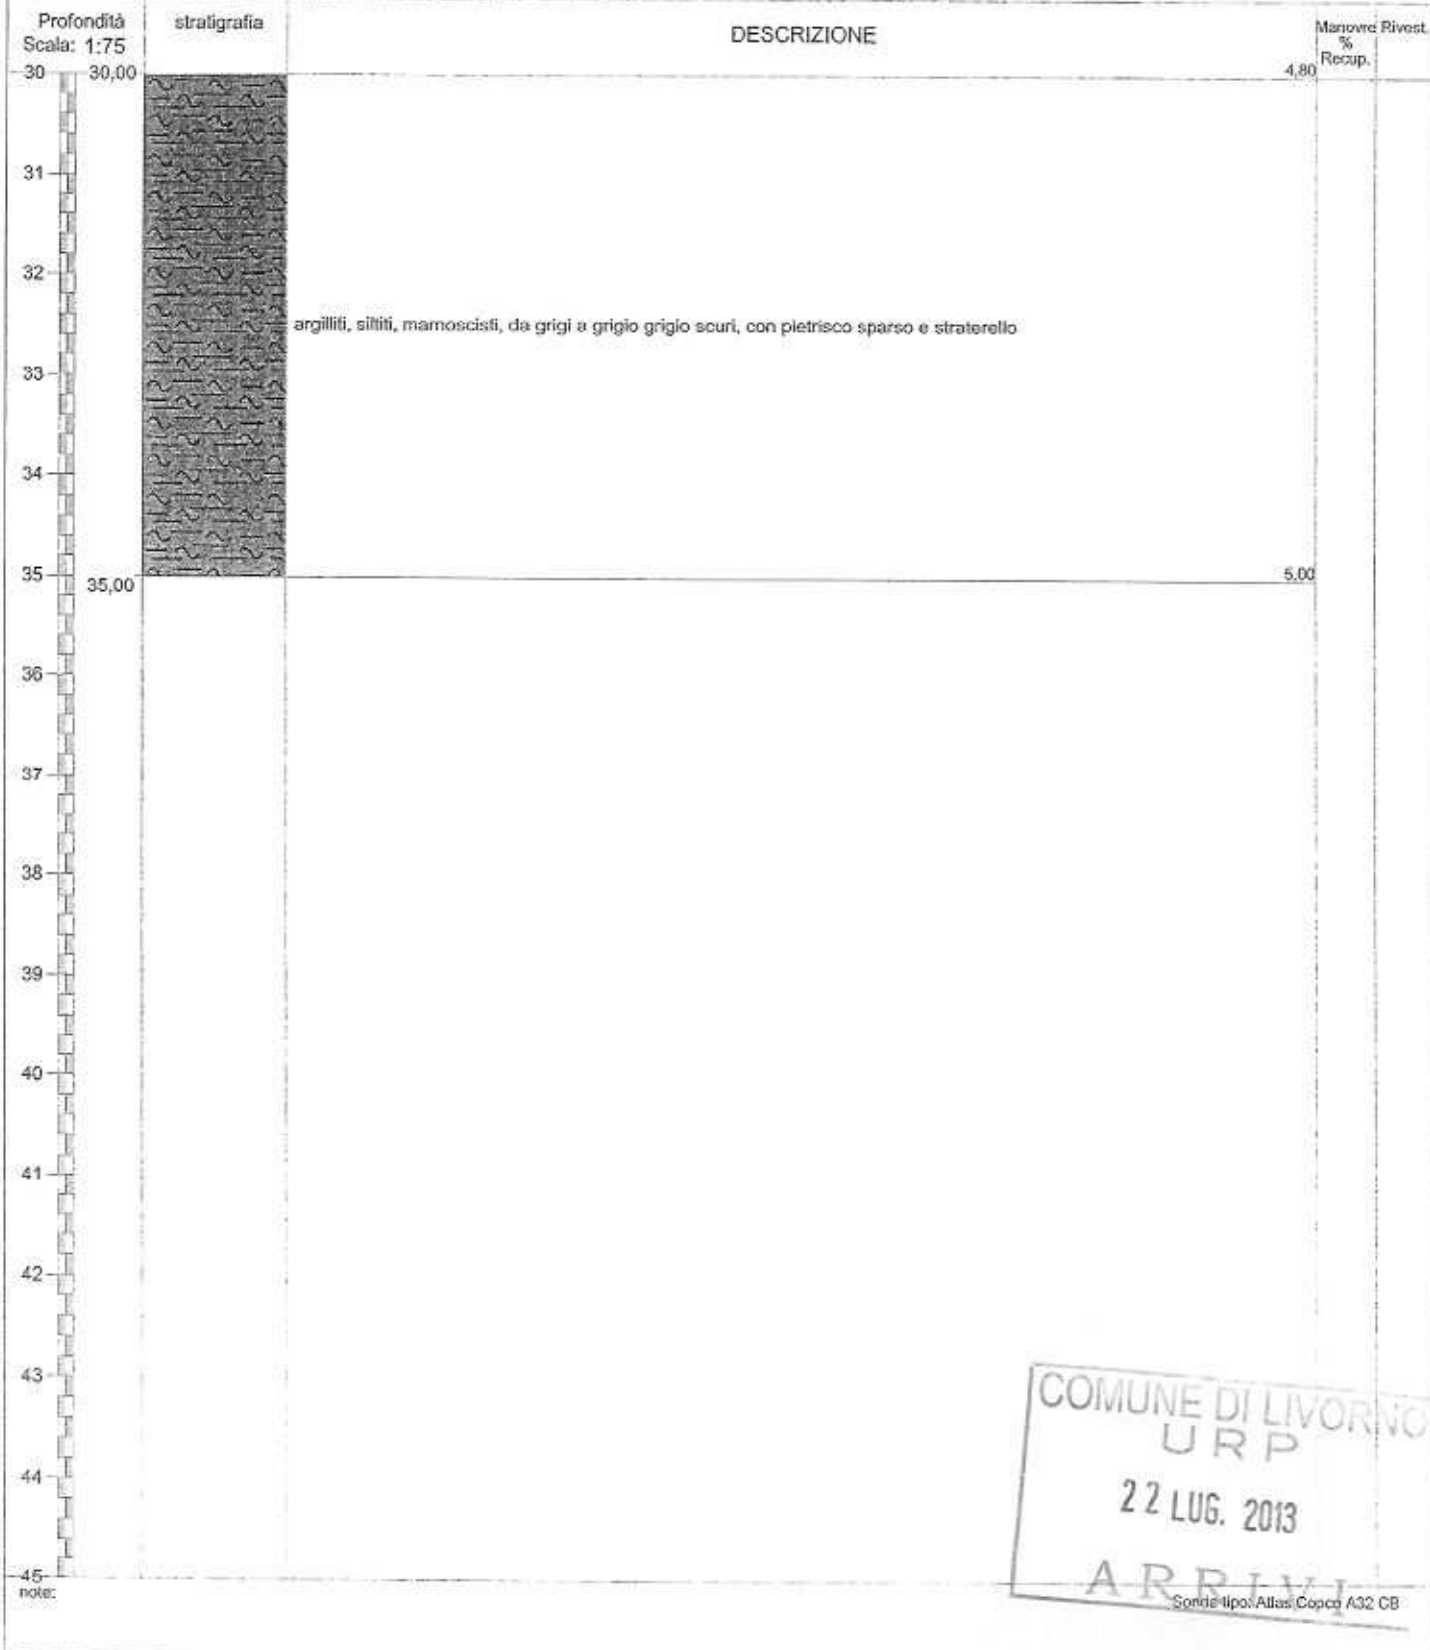 Profondità
Scala: 1:75
stratigrafia
DESCRIZIONE
Manovre
%
Recup.
Rivest.
30
30,00
4,80
31
32
argilliti, siltiti, marnoscisti, da grigi a grigio grigio scuri, con pietrisco sparso e straterello
33
34
35
35,00
5,00
36
37
38
39
40
41
42
43
44
45
COMUNE DI LIVORNO
URP
22 LUG. 2013
ARRIVI
note:
Sonda tipo: Atlas Copco A32 CB